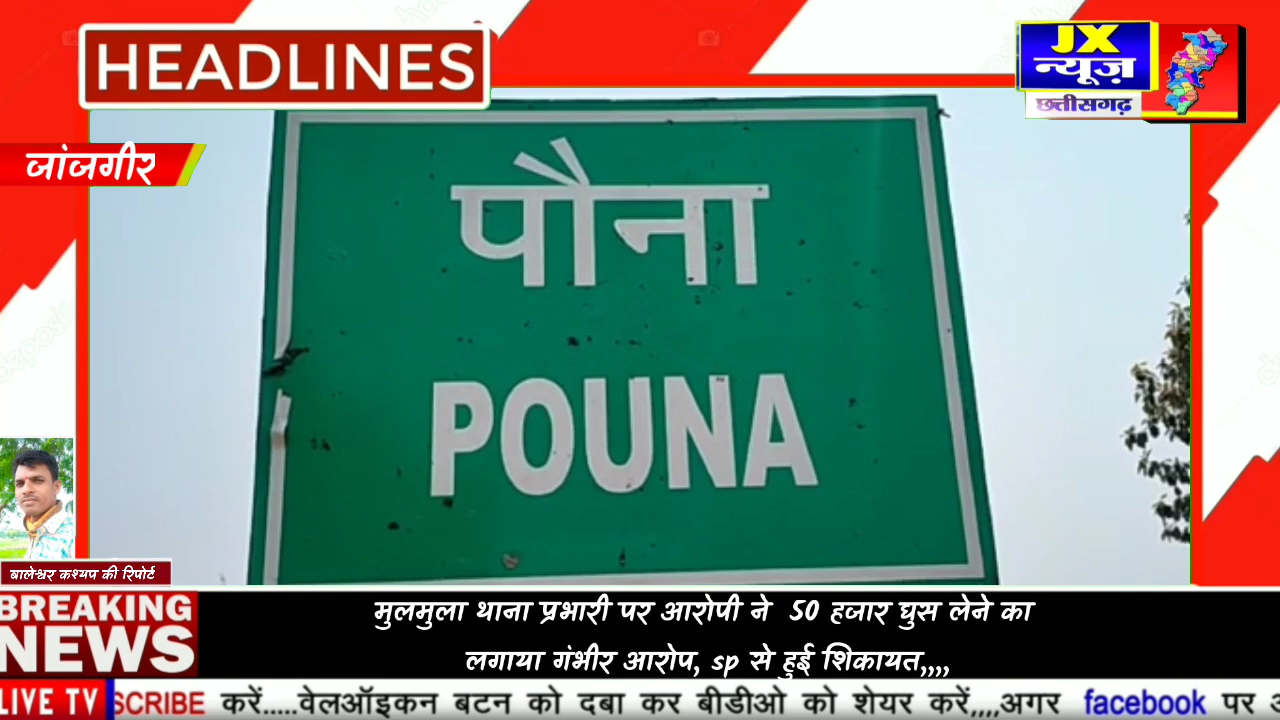 HEADLINES
JX
न्यूज़
छत्तीसगढ़
जांजगीर
पौना
POUNA
बालेश्वर कश्यप की रिपोर्ट
BREAKING
NEWS
मुलमुला थाना प्रभारी पर आरोपी ने 50 हजार घुस लेने का
लगाया गंभीर आरोप, sp से हुई शिकायत,,,,
LIVE TV
SCRIBE करें.....वेलऑइकन बटन को दबा कर बीडीओ को शेयर करें,,,,अगर facebook पर